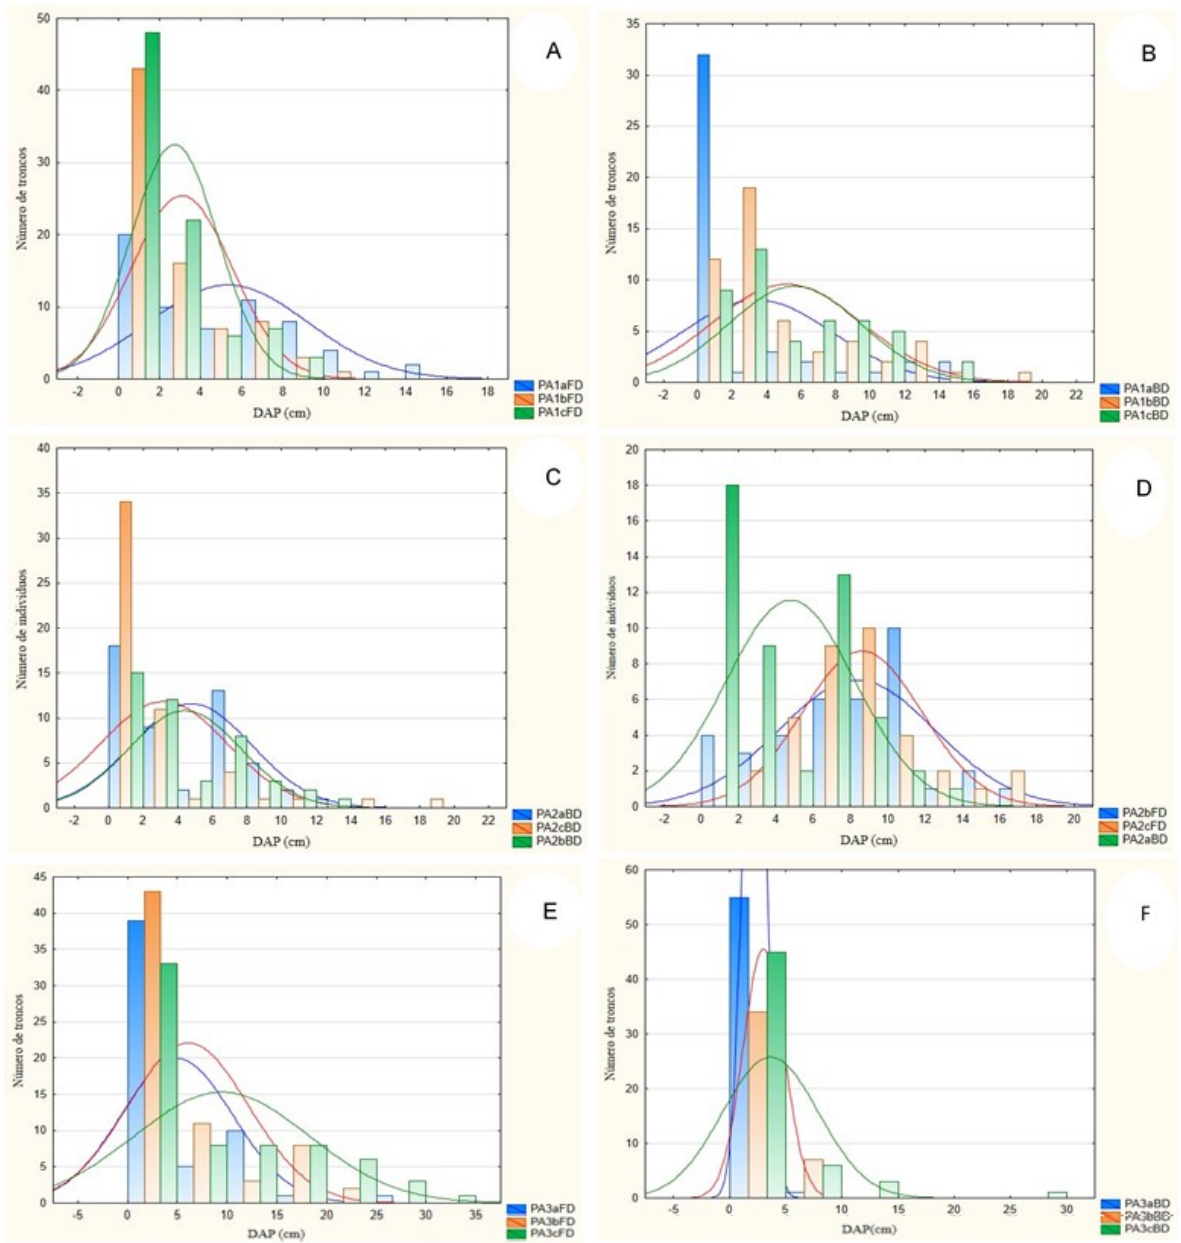 A
50
40
30
20
10
0
Número de troncos
-2 0 2 4 6 8 10 12 14 16 18
DAP (cm)
PA1aFD
PA1bFD
PA1cFD
B
35
30
25
20
15
10
5
0
Número de troncos
-2 0 2 4 6 8 10 12 14 16 18 20 22
DAP (cm)
PA1aBD
PA1bBD
PA1cBD
C
40
35
30
25
20
15
10
5
0
Número de individuos
-2 0 2 4 6 8 10 12 14 16 18 20 22
DAP (cm)
PA2aBD
PA2cBD
PA2bBD
D
20
18
16
14
12
10
8
6
4
2
0
Número de individuos
-2 0 2 4 6 8 10 12 14 16 18 20
DAP (cm)
PA2bFD
PA2cFD
PA2aBD
E
45
40
35
30
25
20
15
10
5
0
Número de troncos
-5 0 5 10 15 20 25 30 35
DAP (cm)
PA3aFD
PA3bFD
PA3cFD
F
60
50
40
30
20
10
0
Número de troncos
-5 0 5 10 15 20 25 30
DAP(cm)
PA3aBD
PA3bBD
PA3cBD